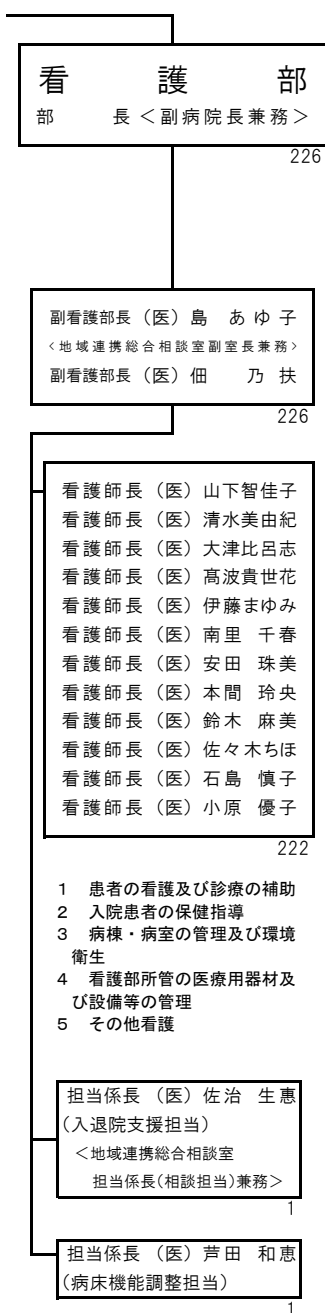 看護部
部長＜副病院長兼務＞
226
副看護部長（医）島 あゆ子
＜地域連携総合相談室副室長兼務＞
副看護部長（医）佃 乃扶
226
看護師長（医）山下智佳子
看護師長（医）清水美由紀
看護師長（医）大津比呂志
看護師長（医）髙波貴世花
看護師長（医）伊藤まゆみ
看護師長（医）南里 千春
看護師長（医）安田 珠美
看護師長（医）本間 玲央
看護師長（医）鈴木 麻美
看護師長（医）佐々木ちほ
看護師長（医）石島 慎子
看護師長（医）小原 優子
222
1 患者の看護及び診療の補助
2 入院患者の保健指導
3 病棟・病室の管理及び環境
衛生
4 看護部所管の医療用器材及
び設備等の管理
5 その他看護
担当係長（医）佐治 生恵
(入退院支援担当)
＜地域連携総合相談室
担当係長(相談担当)兼務＞
1
担当係長（医）芦田 和恵
(病床機能調整担当)
1